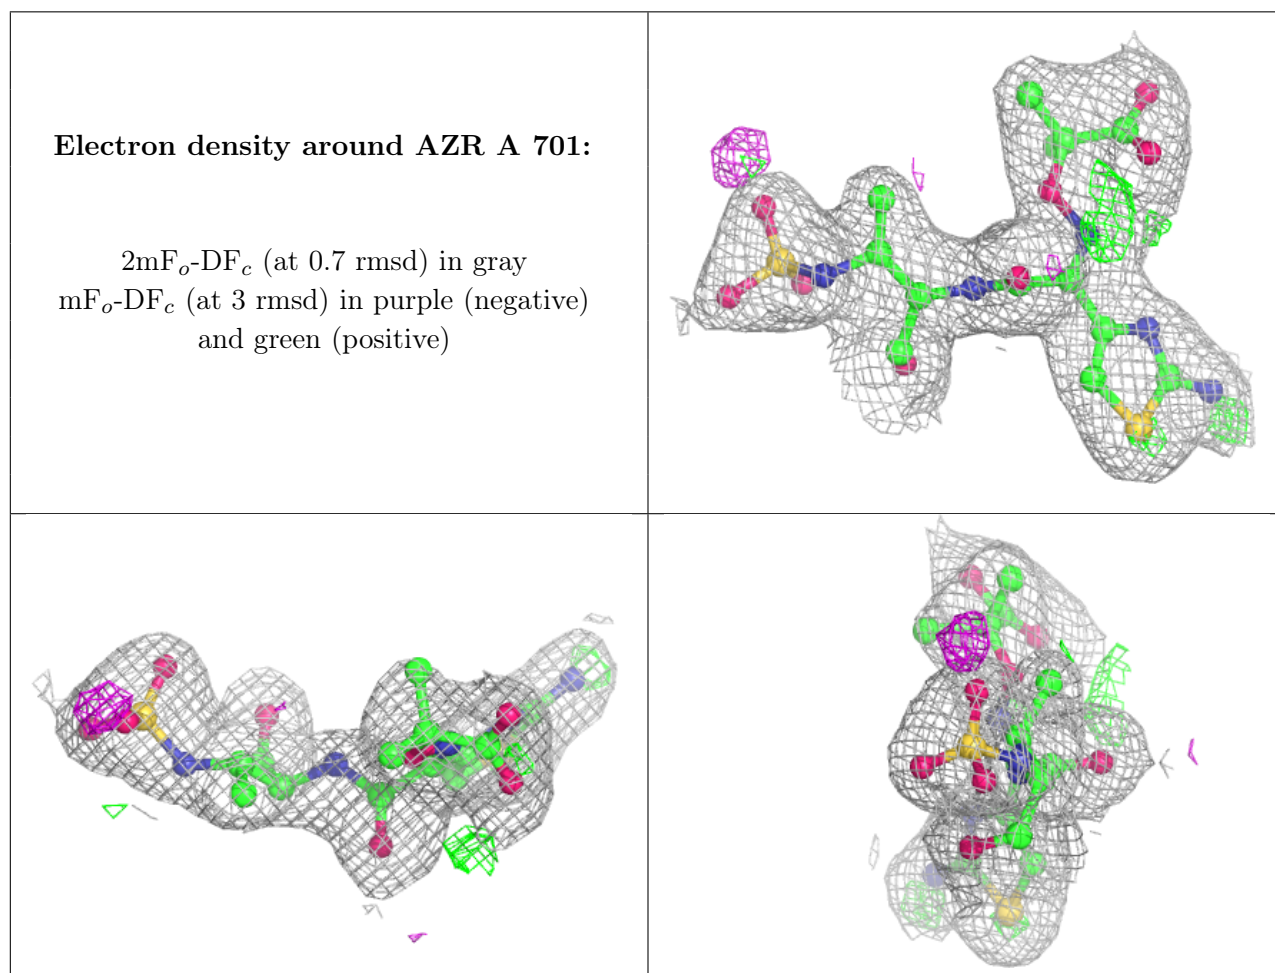 Electron density around AZR A 701:
2mFₒ-DF𝒸 (at 0.7 rmsd) in gray
mFₒ-DF𝒸 (at 3 rmsd) in purple (negative)
and green (positive)